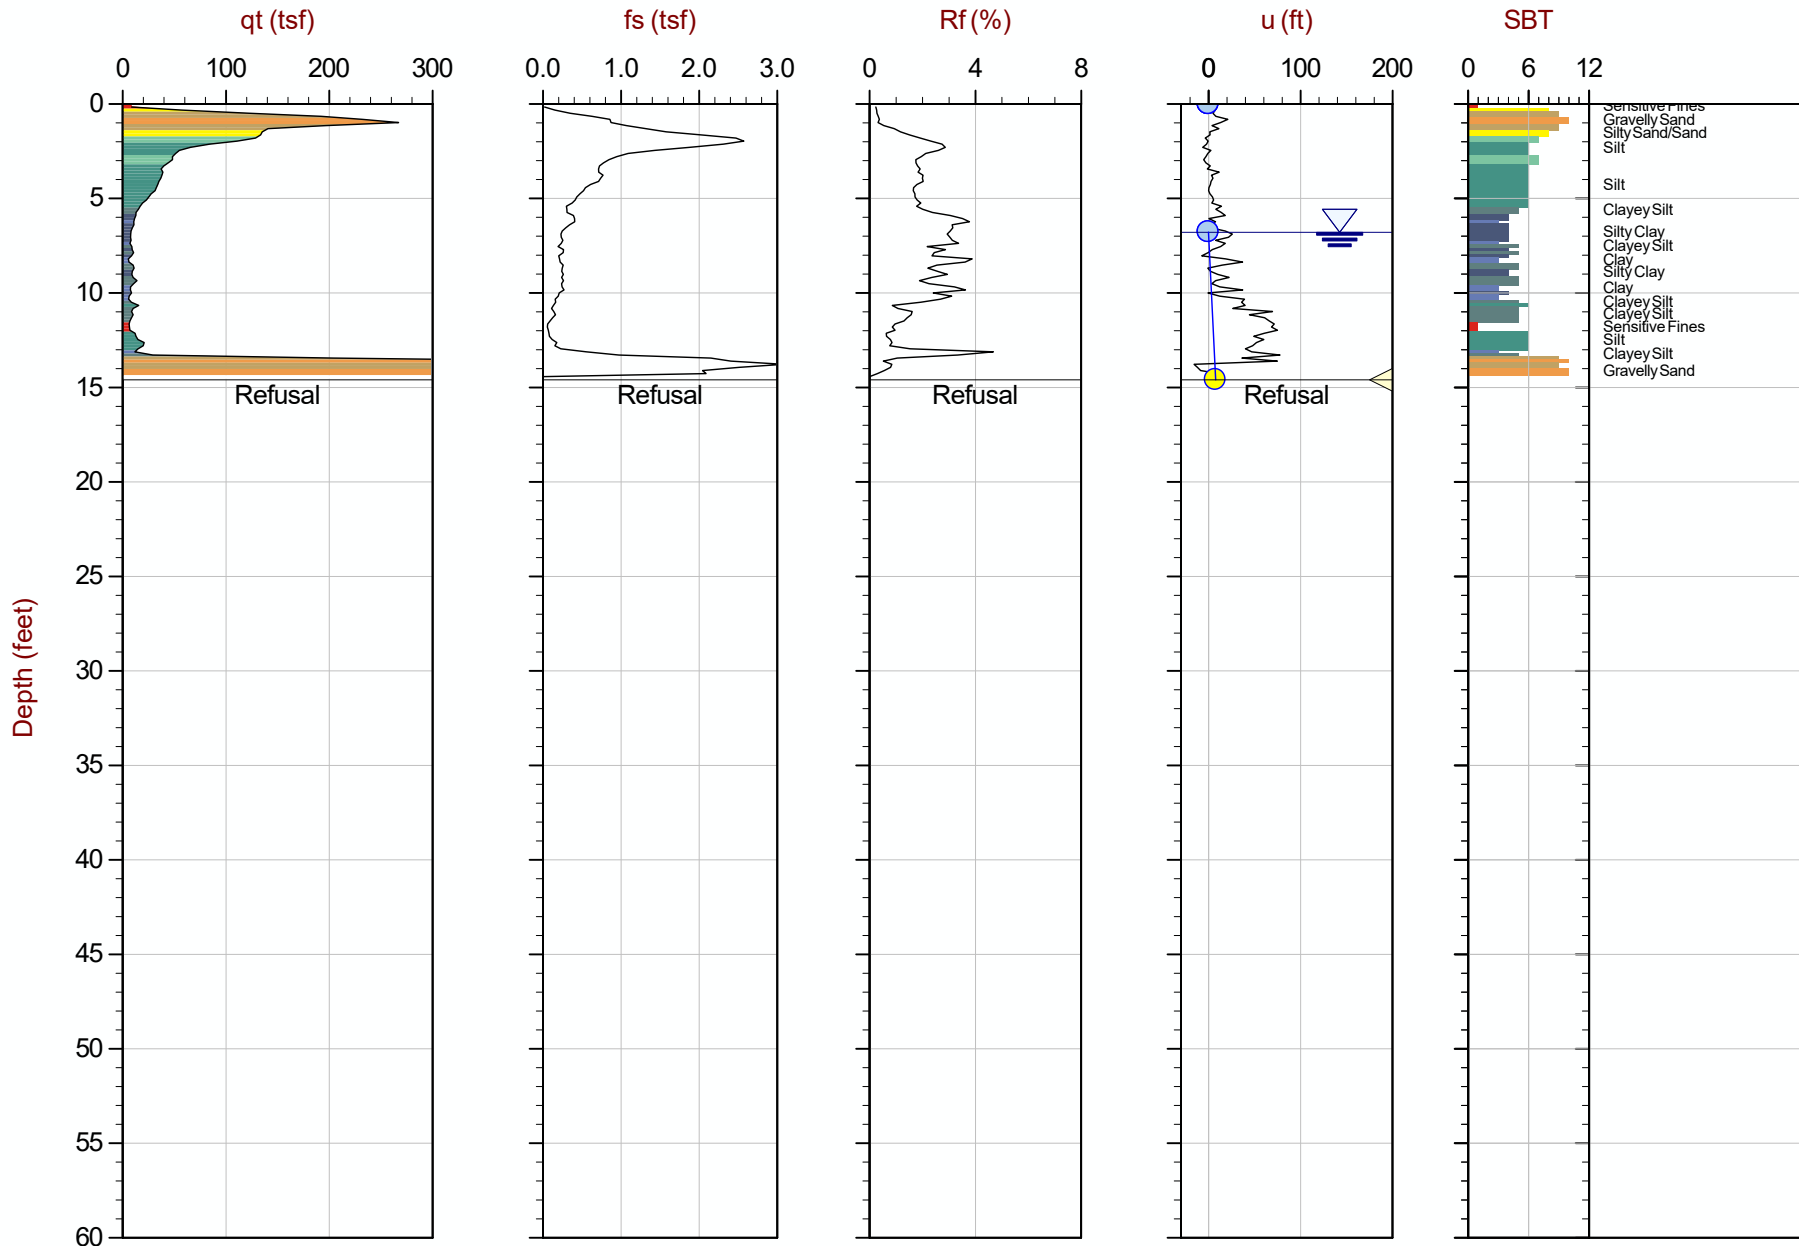 qt (tsf) fs (tsf) Rf (%) u (ft) SBT
0 100 200 300 0.0 1.0 2.0 3.0 0 4 8 0 100 200 0 6 12
0
Sensitive Fines
Gravelly Sand
Silty Sand/Sand
Silt
Silt
5
Clayey Silt
Silty Clay
Clayey Silt
Clay
Silty Clay
Clay
10
Clayey Silt
Clayey Silt
Sensitive Fines
Silt
Clayey Silt
Gravelly Sand
15
Refusal Refusal Refusal Refusal
20
25
30
Depth (feet)
35
40
45
50
55
60